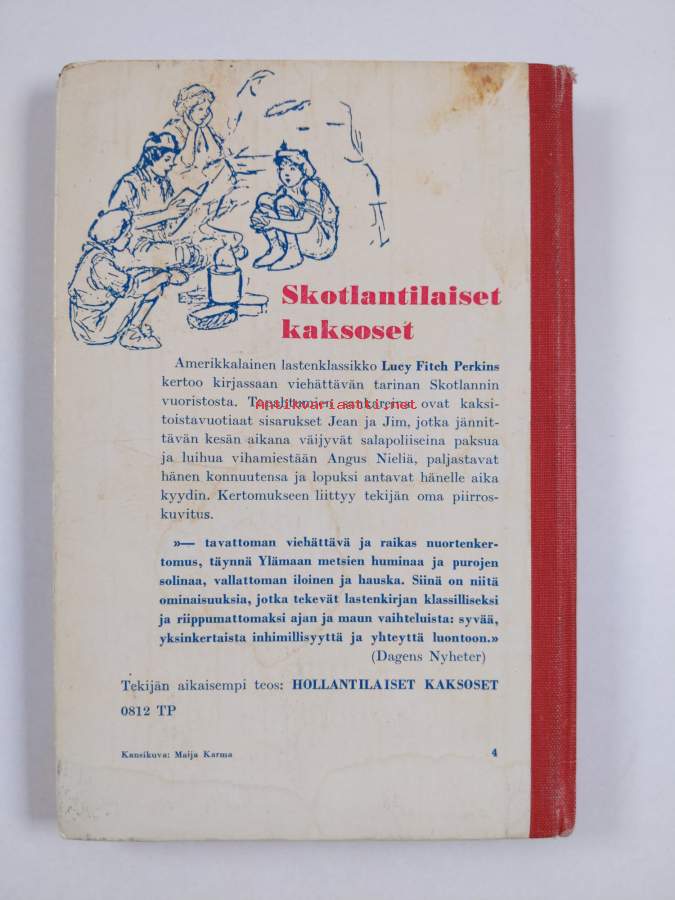 Skotlantilaiset
kaksoset
Amerikkalainen lastenklassikko Lucy Fitch Perkins
kertoo kirjassaan viehättävän tarinan Skotlannin
vuoristosta. Tapahtumien sankareina ovat kaksi-
Antikvariaatti.net
toistavuotiaat sisarukset Jean ja Jim, jotka jännit-
tävän kesän aikana väijyvät salapoliiseina paksua
ja luihua vihamiestään Angus Nieliä, paljastavat
hänen konnuutensa ja lopuksi antavat hänelle aika
kyydin. Kertomukseen liittyy tekijän oma piirros-
kuvitus.
»— tavattoman viehättävä ja raikas nuortenker-
tomus, täynnä Ylämaan metsien huminaa ja purojen
solinaa, vallattoman iloinen ja hauska. Siinä on niitä
ominaisuuksia, jotka tekevät lastenkirjan klassilliseksi
ja riippumattomaksi ajan ja maun vaihteluista: syvää,
yksinkertaista inhimillisyyttä ja yhteyttä luontoon.»
(Dagens Nyheter)
Tekijän aikaisempi teos: HOLLANTILAISET KAKSOSET
0812 TP
Kansikuva: Maija Karma 4